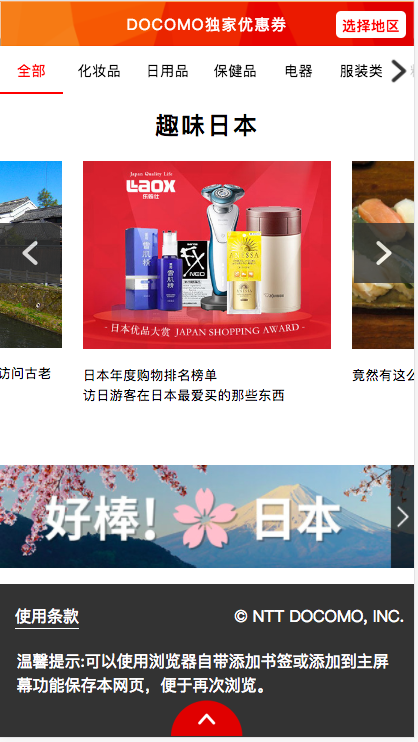 DOCOMO独家优惠券
选择地区
全部 化妆品 日用品 保健品 电器 服装类
趣味日本
Japan Quality Life
LAOX
乐购仕
雪肌精
FX
NEO
- 日本优品大赏 JAPAN SHOPPING AWARD -
访问古老
日本年度购物排名榜单
访日游客在日本最爱买的那些东西
竟然有这么
好棒! 日本
使用条款
© NTT DOCOMO, INC.
温馨提示:可以使用浏览器自带添加书签或添加到主屏
幕功能保存本网页，便于再次浏览。